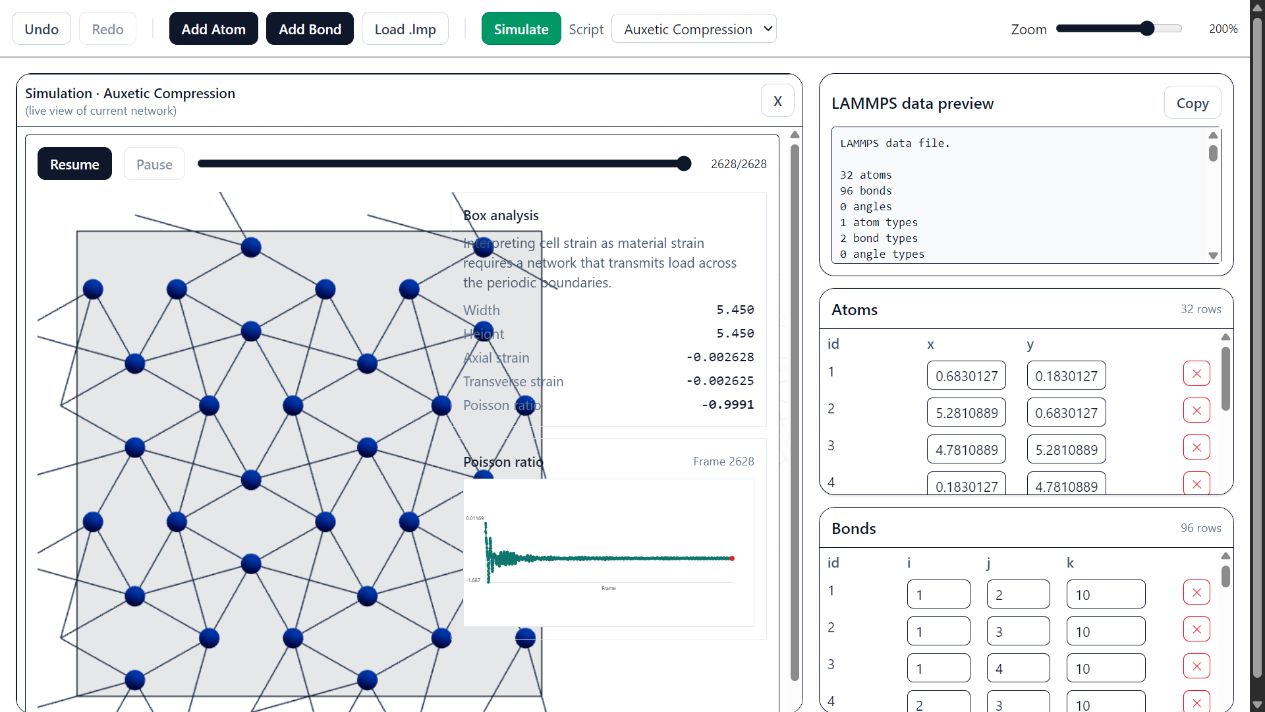 Undo Redo Add Atom Add Bond Load .lmp Simulate Script Auxetic Compression Zoom 200%
Simulation · Auxetic Compression
(live view of current network)
X
Resume Pause 2628/2628
Box analysis
Interpreting cell strain as material strain
requires a network that transmits load across
the periodic boundaries.
Width 5.450
Height 5.450
Axial strain -0.002628
Transverse strain -0.002625
Poisson ratio -0.9991
Poisson ratio Frame 2628
0.01169
-1.687
Frame
LAMMPS data preview Copy
LAMMPS data file.
32 atoms
96 bonds
0 angles
1 atom types
2 bond types
0 angle types
Atoms 32 rows
id x y
1 0.6830127 0.1830127
2 5.2810889 0.6830127
3 4.7810889 5.2810889
4 0.1830127 4.7810889
Bonds 96 rows
id i j k
1 1 2 10
2 1 3 10
3 1 4 10
4 2 3 10